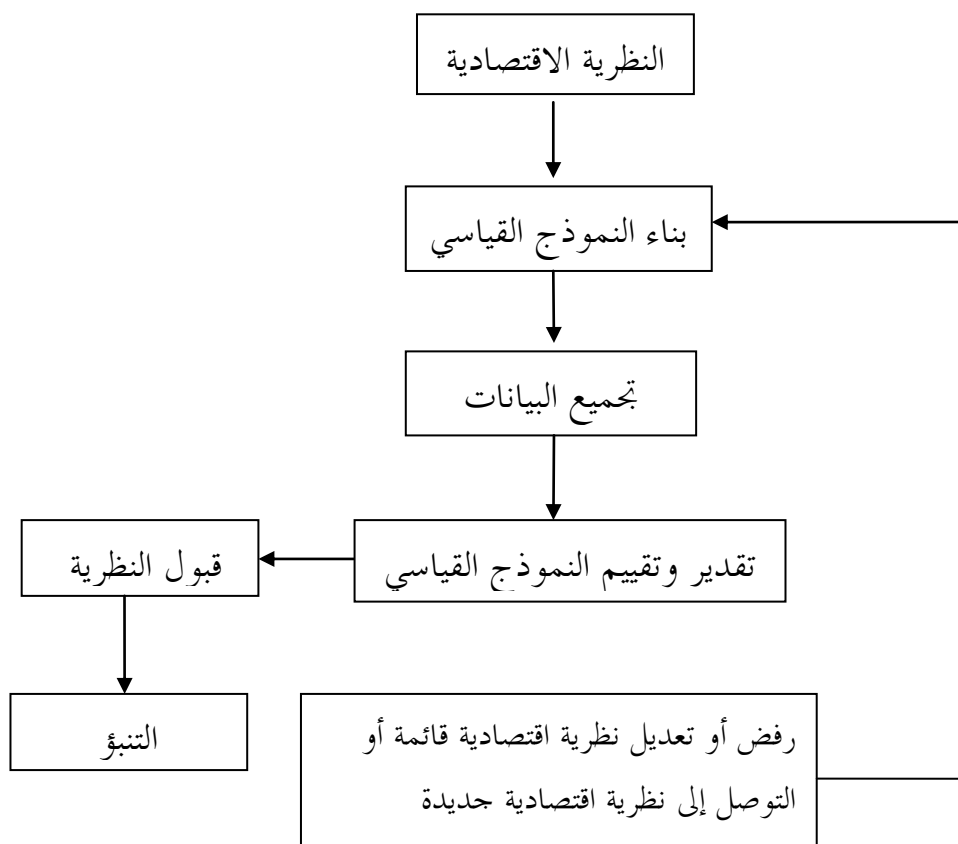 النظرية الاقتصادية
بناء النموذج القياسي
تجميع البيانات
تقدير وتقييم النموذج القياسي
قبول النظرية
التنبؤ
رفض أو تعديل نظرية اقتصادية قائمة أو
التوصل إلى نظرية اقتصادية جديدة